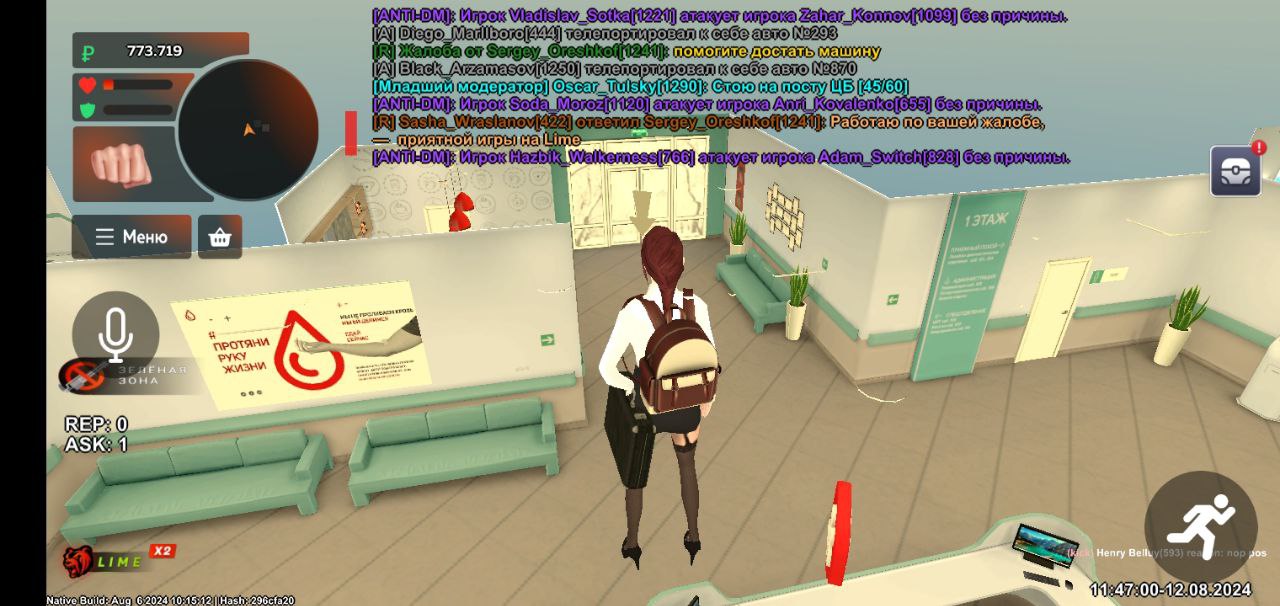 [ANTI-DM]: Игрок Vladislav_Sotka[1221] атакует игрока Zahar_Konnov[1099] без причины.
[A] Diego_Marllboro[444] телепортировал к себе авто №293
[R] Жалоба от Sergey_Oreshkof[1241]: помогите достать машину
[A] Black_Arzamasov[1250] телепортировал к себе авто №870
[Младший модератор] Oscar_Tulsky[1290]: Стою на посту ЦБ [45/60]
[ANTI-DM]: Игрок Soda_Moroz[1120] атакует игрока Anri_Kovalenko[655] без причины.
[R] Sasha_Wraslanov[422] ответил Sergey_Oreshkof[1241]: Работаю по вашей жалобе,
— приятной игры на Lime
[ANTI-DM]: Игрок Hazbik_Walkerness[766] атакует игрока Adam_Switch[828] без причины.
₽ 773.719
Меню
1 ЭТАЖ
АДМИНИСТРАЦИЯ
#
ПРОТЯНИ
РУКУ
ЖИЗНИ
ЗЕЛЕНАЯ
ЗОНА
REP: 0
ASK: 1
LIME X2
(kick) Henry Belluy(593) reason: nop pos
11:47:00-12.08.2024
Native Build: Aug 6 2024 10:15:12 | Hash: 296cfa20